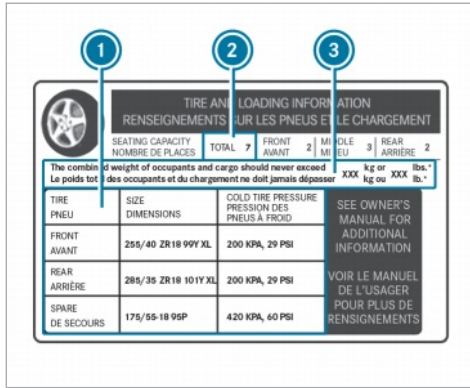 1 2 3
TIRE AND LOADING INFORMATION
RENSEIGNEMENTS SUR LES PNEUS ET LE CHARGEMENT
SEATING CAPACITY
NOMBRE DE PLACES
TOTAL 7
FRONT 2
AVANT
MIDDLE 3
MILIEU
REAR 2
ARRIÈRE
The combined weight of occupants and cargo should never exceed XXX kg or XXX lbs.*
Le poids total des occupants et du chargement ne doit jamais dépasser XXX kg ou XXX lb.*
TIRE
PNEU
SIZE
DIMENSIONS
COLD TIRE PRESSURE
PRESSION DES
PNEUS À FROID
FRONT
AVANT
255/40 ZR18 99Y XL
200 KPA, 29 PSI
REAR
ARRIÈRE
285/35 ZR18 101Y XL
200 KPA, 29 PSI
SPARE
DE SECOURS
175/55-18 95P
420 KPA, 60 PSI
SEE OWNER'S
MANUAL FOR
ADDITIONAL
INFORMATION
VOIR LE MANUEL
DE L'USAGER
POUR PLUS DE
RENSIGNEMENTS